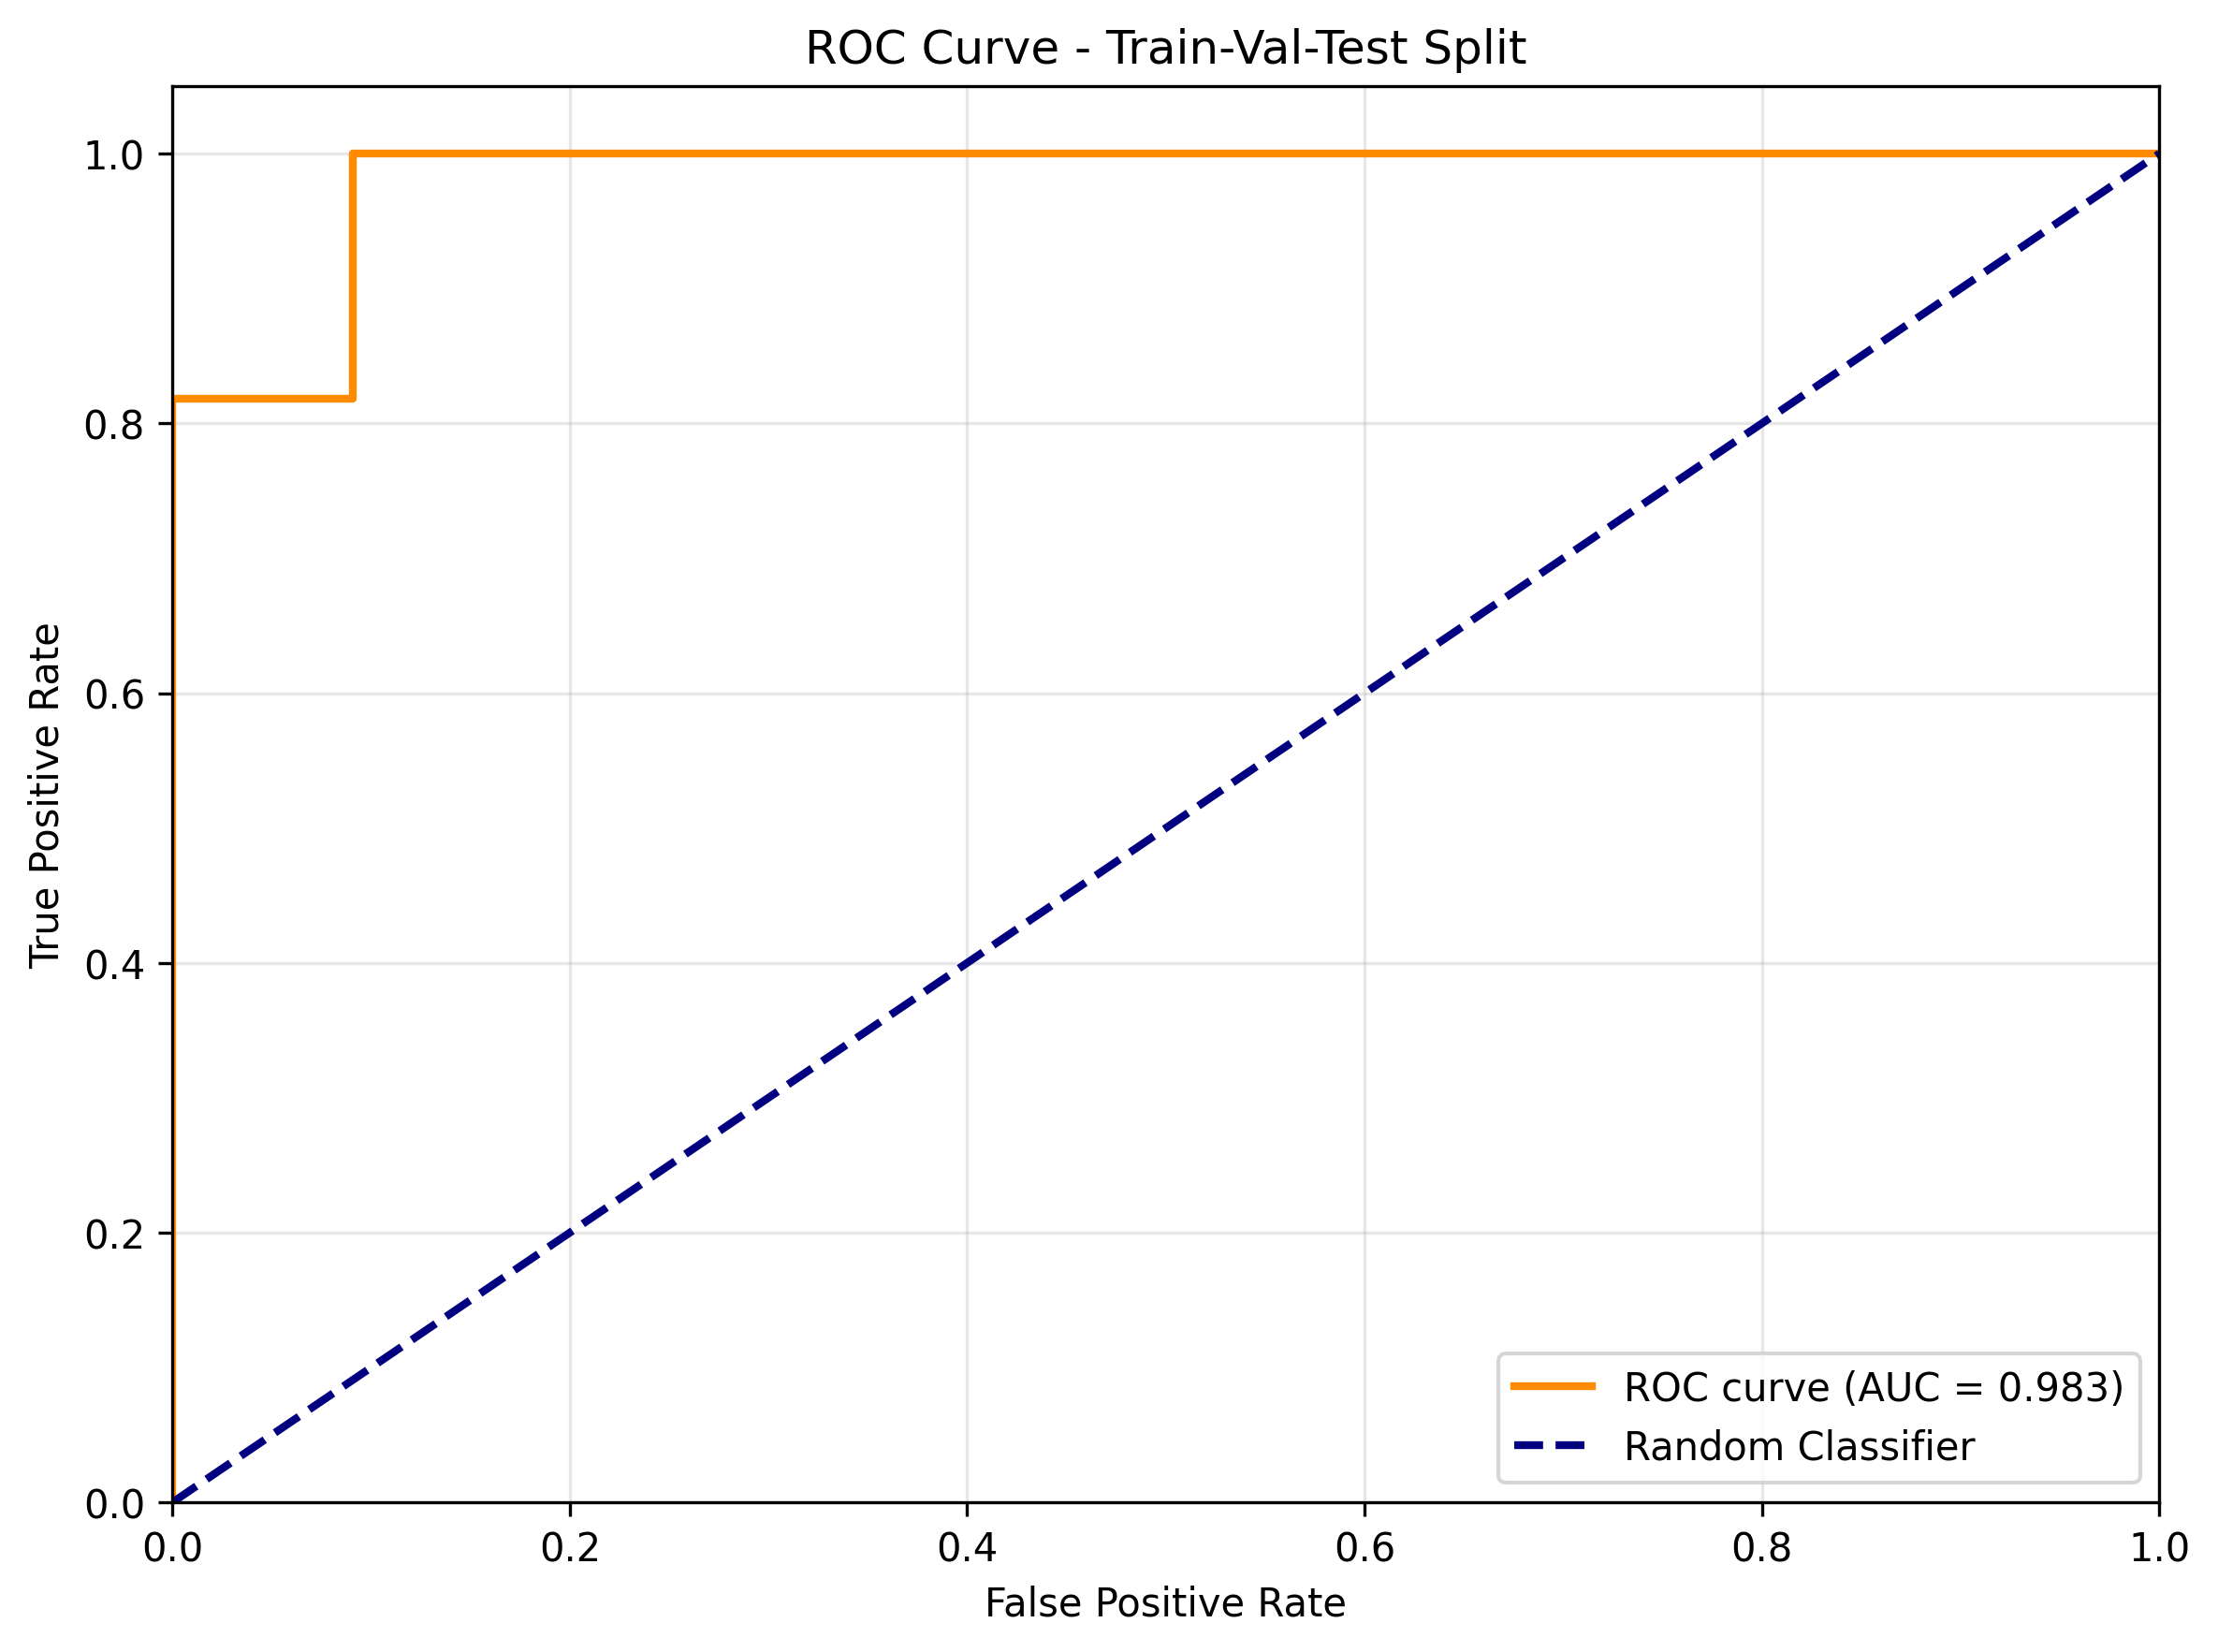 ROC Curve - Train-Val-Test Split
True Positive Rate
1.0
0.8
0.6
0.4
0.2
0.0
0.0 0.2 0.4 0.6 0.8 1.0
False Positive Rate
ROC curve (AUC = 0.983)
Random Classifier